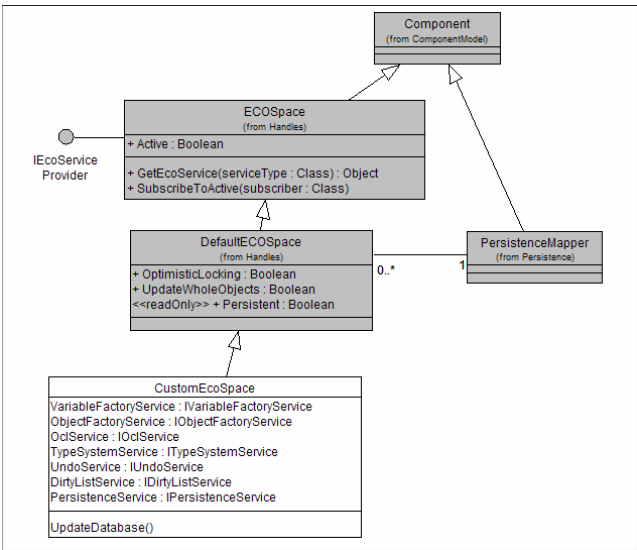 Component
(from ComponentModel)
ECOSpace
(from Handles)
+ Active : Boolean
+ GetEcoService(serviceType : Class) : Object
+ SubscribeToActive(subscriber : Class)
IEcoService
Provider
DefaultECOSpace
(from Handles)
+ OptimisticLocking : Boolean
+ UpdateWholeObjects : Boolean
<<readOnly>> + Persistent : Boolean
0..*
1
PersistenceMapper
(from Persistence)
CustomEcoSpace
VariableFactoryService : IVariableFactoryService
ObjectFactoryService : IObjectFactoryService
OclService : IOclService
TypeSystemService : ITypeSystemService
UndoService : IUndoService
DirtyListService : IDirtyListService
PersistenceService : IPersistenceService
UpdateDatabase()